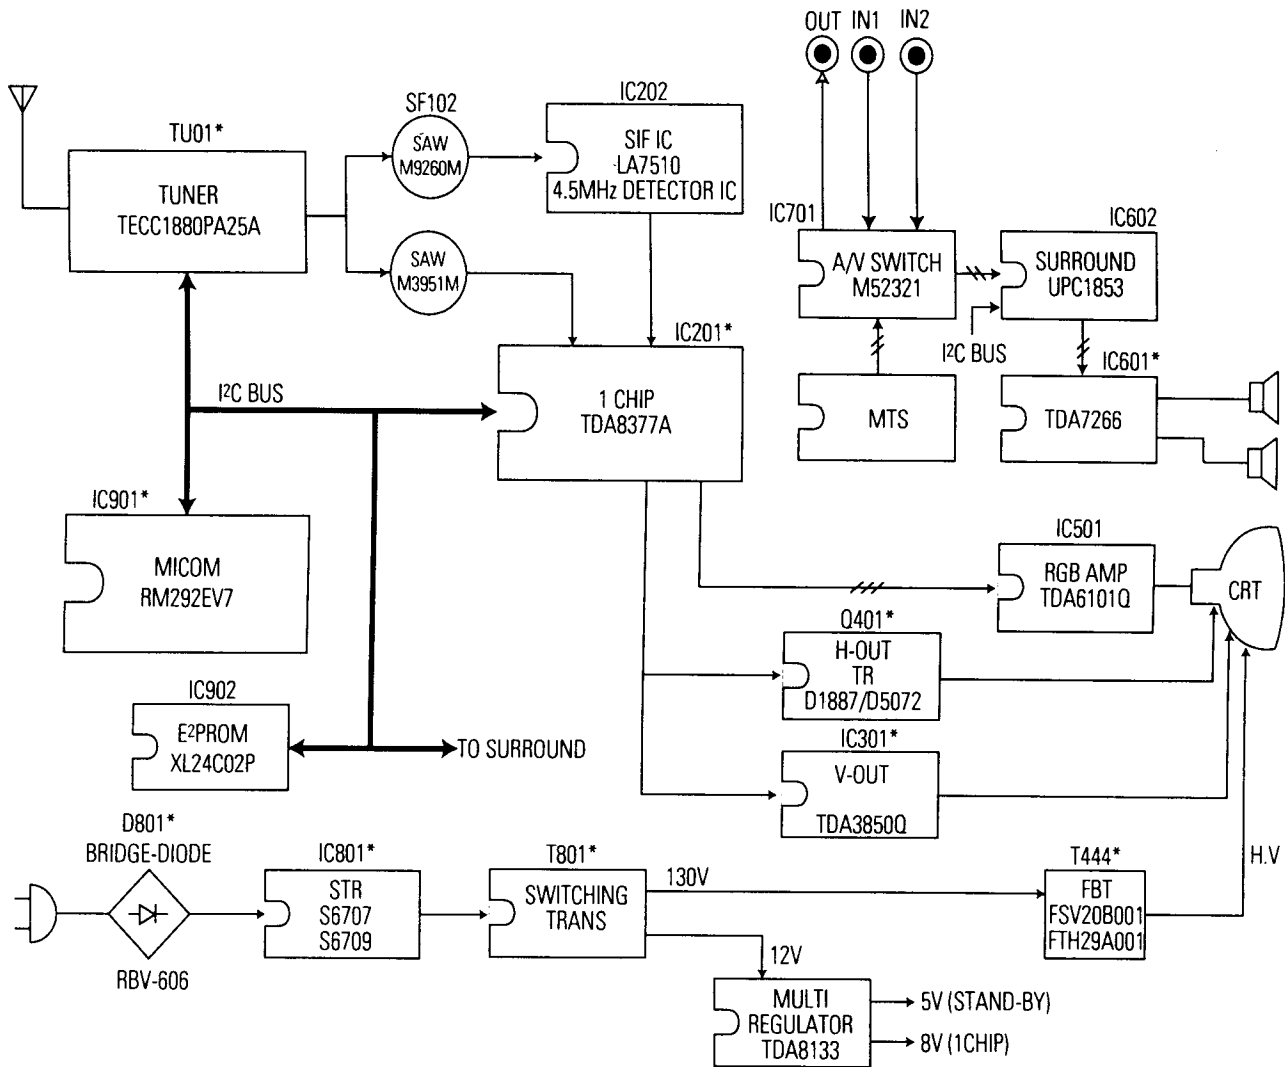 OUT IN1 IN2
IC202
SF102
TU01*
SAW
M9260M
SIF IC
LA7510
4.5MHz DETECTOR IC
TUNER
TECC1880PA25A
IC701
IC602
SAW
M3951M
A/V SWITCH
M52321
SURROUND
UPC1853
IC201*
I²C BUS
IC601*
I²C BUS
1 CHIP
TDA8377A
MTS
TDA7266
IC901*
MICOM
RM292EV7
IC501
RGB AMP
TDA6101Q
CRT
Q401*
H-OUT
TR
D1887/D5072
IC902
E²PROM
XL24C02P
TO SURROUND
IC301*
V-OUT
TDA3850Q
D801*
BRIDGE-DIODE
RBV-606
IC801*
STR
S6707
S6709
T801*
SWITCHING
TRANS
130V
12V
T444*
FBT
FSV20B001
FTH29A001
H.V
MULTI
REGULATOR
TDA8133
5V (STAND-BY)
8V (1CHIP)